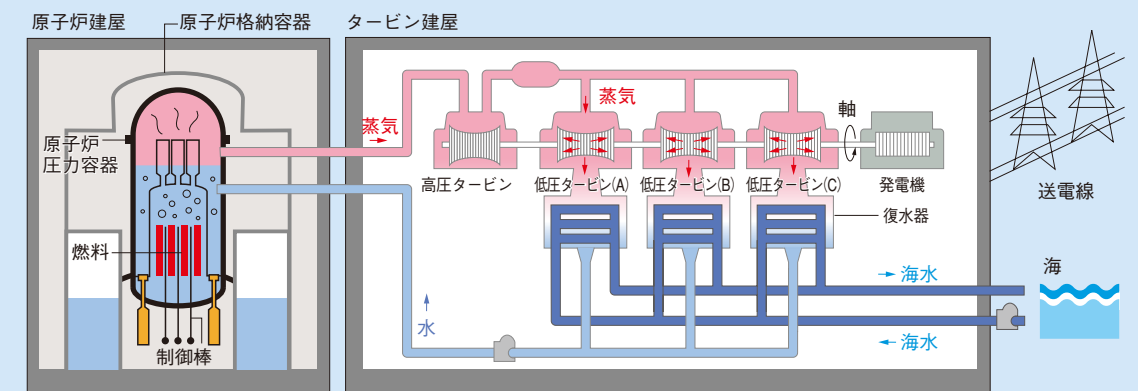 原子炉建屋
原子炉格納容器
タービン建屋
原子炉
圧力容器
燃料
制御棒
蒸気
蒸気
軸
高圧タービン
低圧タービン(A)
低圧タービン(B)
低圧タービン(C)
発電機
送電線
復水器
水
海水
海水
海